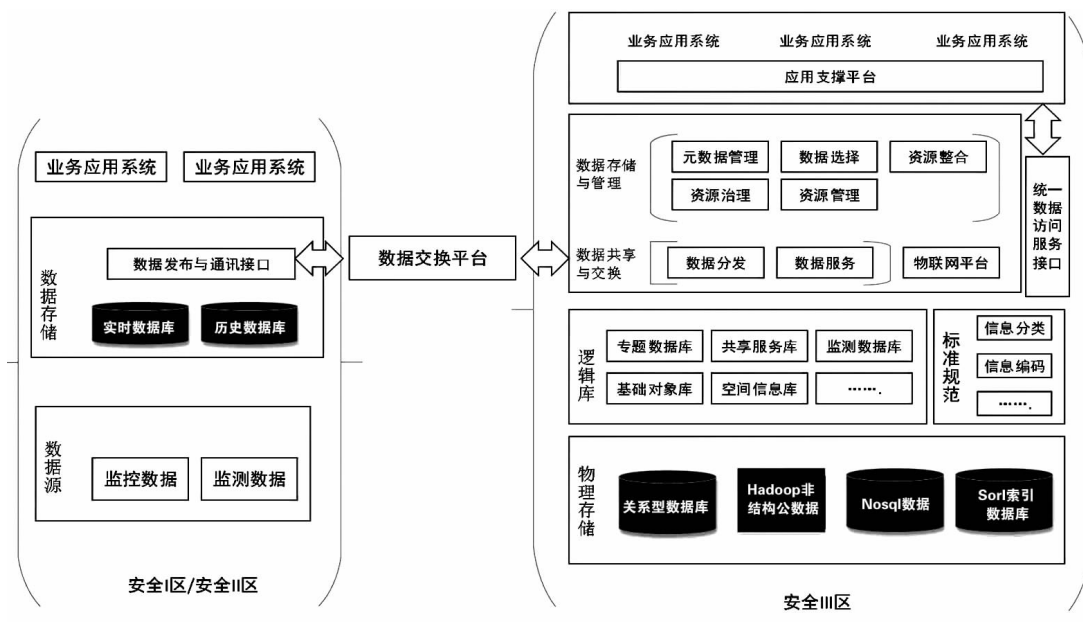 业务应用系统
业务应用系统
数据存储
数据发布与通讯接口
实时数据库
历史数据库
数据源
监控数据
监测数据
安全I区/安全II区
数据交换平台
业务应用系统
业务应用系统
业务应用系统
应用支撑平台
数据存储
与管理
元数据管理
数据选择
资源整合
资源治理
资源管理
数据共享
与交换
数据分发
数据服务
物联网平台
统一
数据
访问
服务
接口
逻辑库
专题数据库
共享服务库
监测数据库
基础对象库
空间信息库
…….
标准规范
信息分类
信息编码
…….
物理存储
关系型数据库
Hadoop非
结构公数据
Nosql数据
Sorl索引
数据库
安全III区